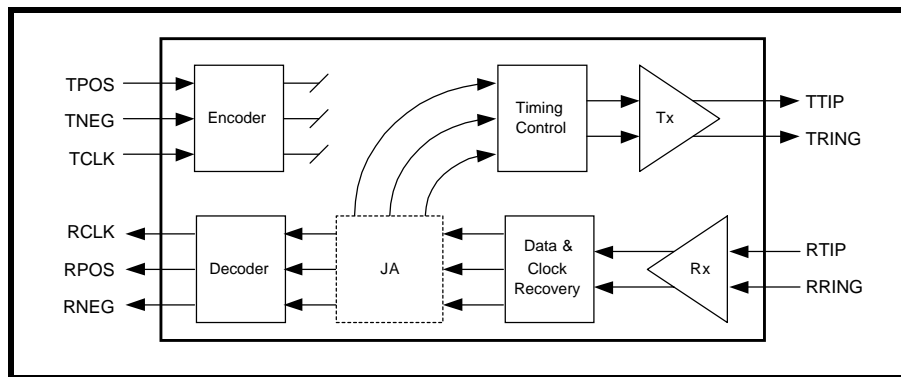 TPOS
TNEG
TCLK
Encoder
Timing
Control
Tx
TTIP
TRING
RCLK
RPOS
RNEG
Decoder
JA
Data &
Clock
Recovery
Rx
RTIP
RRING